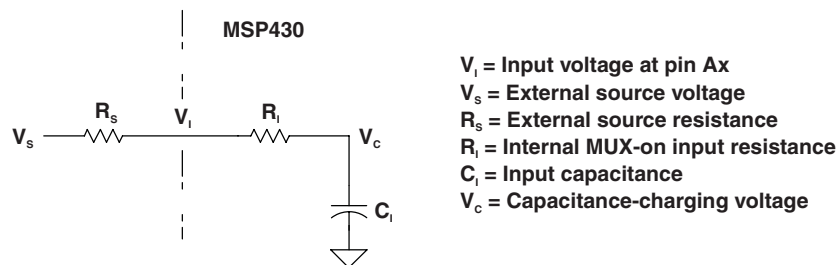 MSP430
V_I = Input voltage at pin Ax
V_S = External source voltage
R_S = External source resistance
R_I = Internal MUX-on input resistance
C_I = Input capacitance
V_C = Capacitance-charging voltage
V_S
R_S
V_I
R_I
V_C
C_I